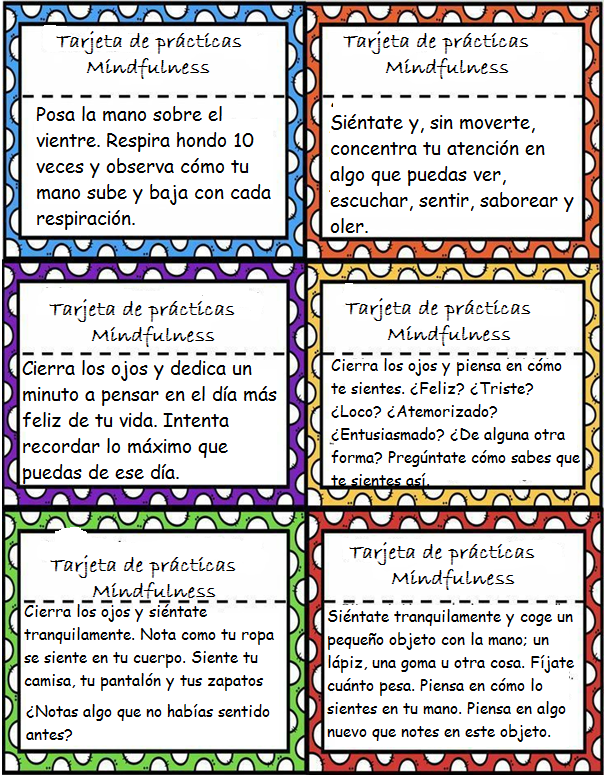 Tarjeta de prácticas
Mindfulness
Posa la mano sobre el
vientre. Respira hondo 10
veces y observa cómo tu
mano sube y baja con cada
respiración.
Tarjeta de prácticas
Mindfulness
Siéntate y, sin moverte,
concentra tu atención en
algo que puedas ver,
escuchar, sentir, saborear y
oler.
Tarjeta de prácticas
Mindfulness
Cierra los ojos y dedica un
minuto a pensar en el día más
feliz de tu vida. Intenta
recordar lo máximo que
puedas de ese día.
Tarjeta de prácticas
Mindfulness
Cierra los ojos y piensa en cómo
te sientes. ¿Feliz? ¿Triste?
¿Loco? ¿Atemorizado?
¿Entusiasmado? ¿De alguna otra
forma? Pregúntate cómo sabes que
te sientes así.
Tarjeta de prácticas
Mindfulness
Cierra los ojos y siéntate
tranquilamente. Nota como tu ropa
se siente en tu cuerpo. Siente tu
camisa, tu pantalón y tus zapatos
¿Notas algo que no habías sentido
antes?
Tarjeta de prácticas
Mindfulness
Siéntate tranquilamente y coge un
pequeño objeto con la mano; un
lápiz, una goma u otra cosa. Fíjate
cuánto pesa. Piensa en cómo lo
sientes en tu mano. Piensa en algo
nuevo que notes en este objeto.